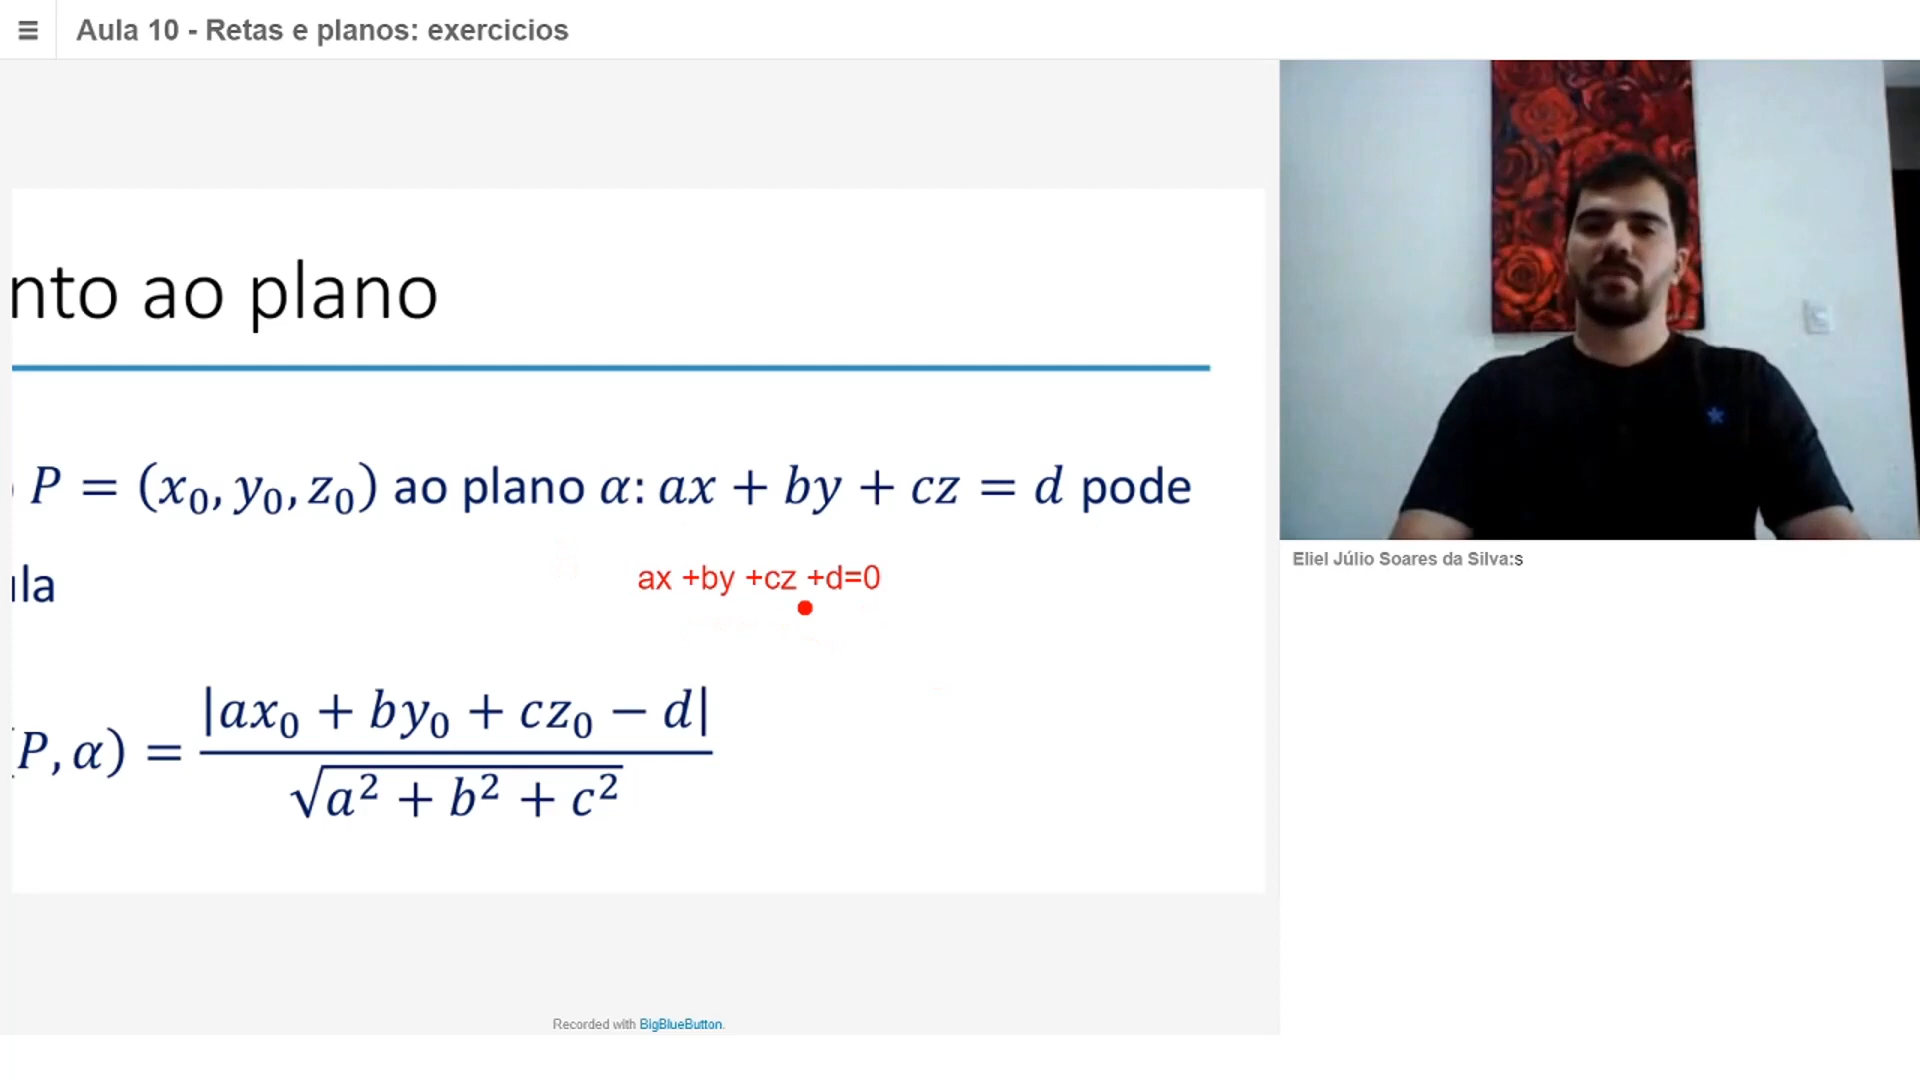 Aula 10 - Retas e planos: exercicios
nto ao plano
P = (x₀, y₀, z₀) ao plano α: ax + by + cz = d pode
ula
ax +by +cz +d=0
(P, α) = |ax₀ + by₀ + cz₀ − d| / √a² + b² + c²
Eliel Júlio Soares da Silva:s
Recorded with BigBlueButton.